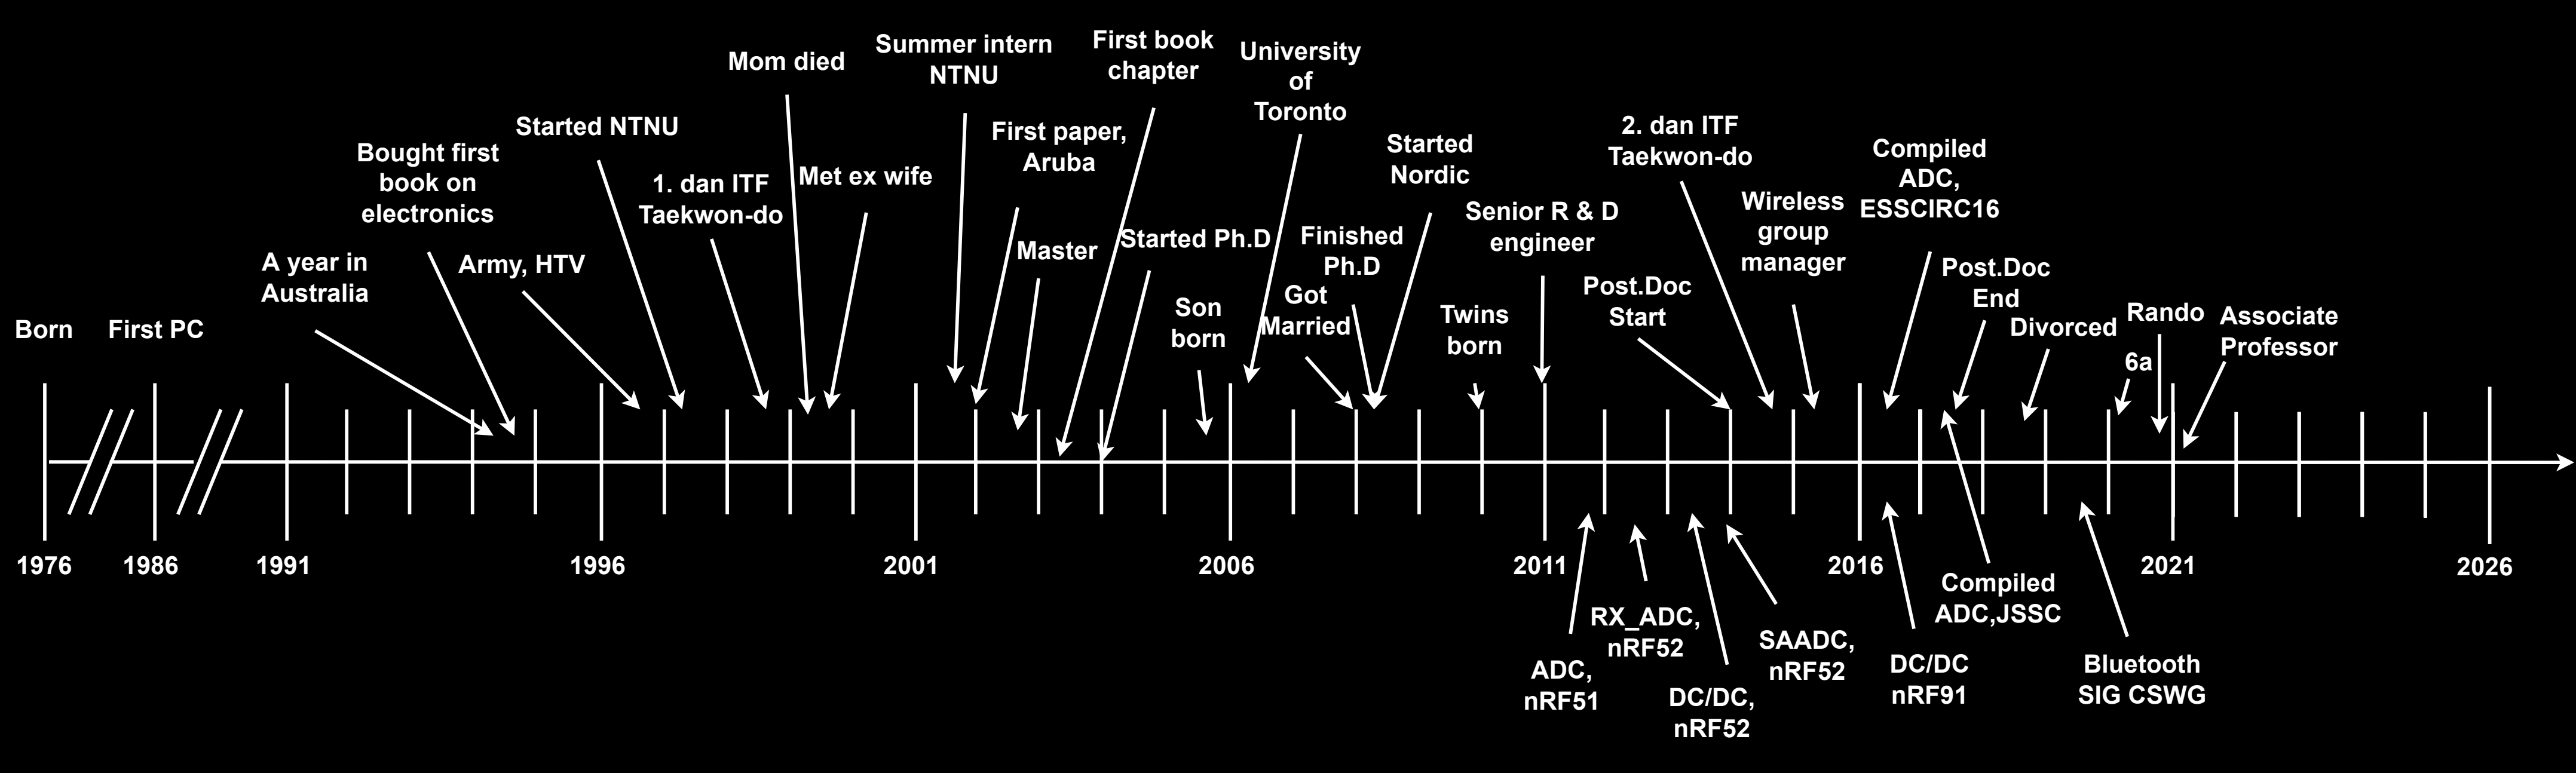 Born
First PC
A year in
Australia
Bought first
book on
electronics
Army, HTV
Started NTNU
1. dan ITF
Taekwon-do
Mom died
Met ex wife
Summer intern
NTNU
First paper,
Aruba
Master
First book
chapter
Started Ph.D
Son
born
University
of
Toronto
Got
Married
Finished
Ph.D
Started
Nordic
Twins
born
Senior R & D
engineer
Post.Doc
Start
2. dan ITF
Taekwon-do
Wireless
group
manager
Compiled
ADC,
ESSCIRC16
Post.Doc
End
Divorced
6a
Rando
Associate
Professor
1976
1986
1991
1996
2001
2006
2011
2016
2021
2026
ADC,
nRF51
RX_ADC,
nRF52
DC/DC,
nRF52
SAADC,
nRF52
DC/DC
nRF91
Compiled
ADC,JSSC
Bluetooth
SIG CSWG